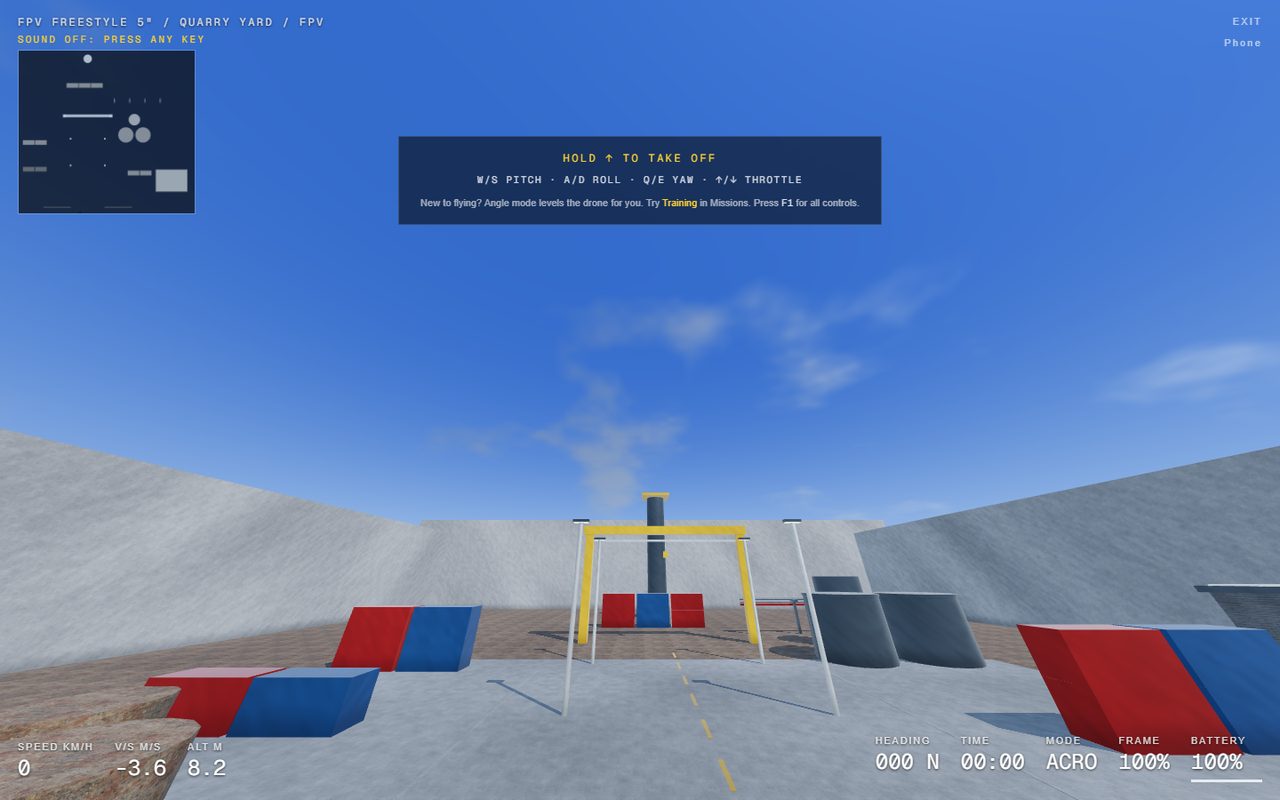 FPV FREESTYLE 5" / QUARRY YARD / FPV
SOUND OFF: PRESS ANY KEY
EXIT
Phone
HOLD ↑ TO TAKE OFF
W/S PITCH · A/D ROLL · Q/E YAW · ↑/↓ THROTTLE
New to flying? Angle mode levels the drone for you. Try Training in Missions. Press F1 for all controls.
SPEED KM/H V/S M/S ALT M
0 -3.6 8.2
HEADING TIME MODE FRAME BATTERY
000 N 00:00 ACRO 100% 100%